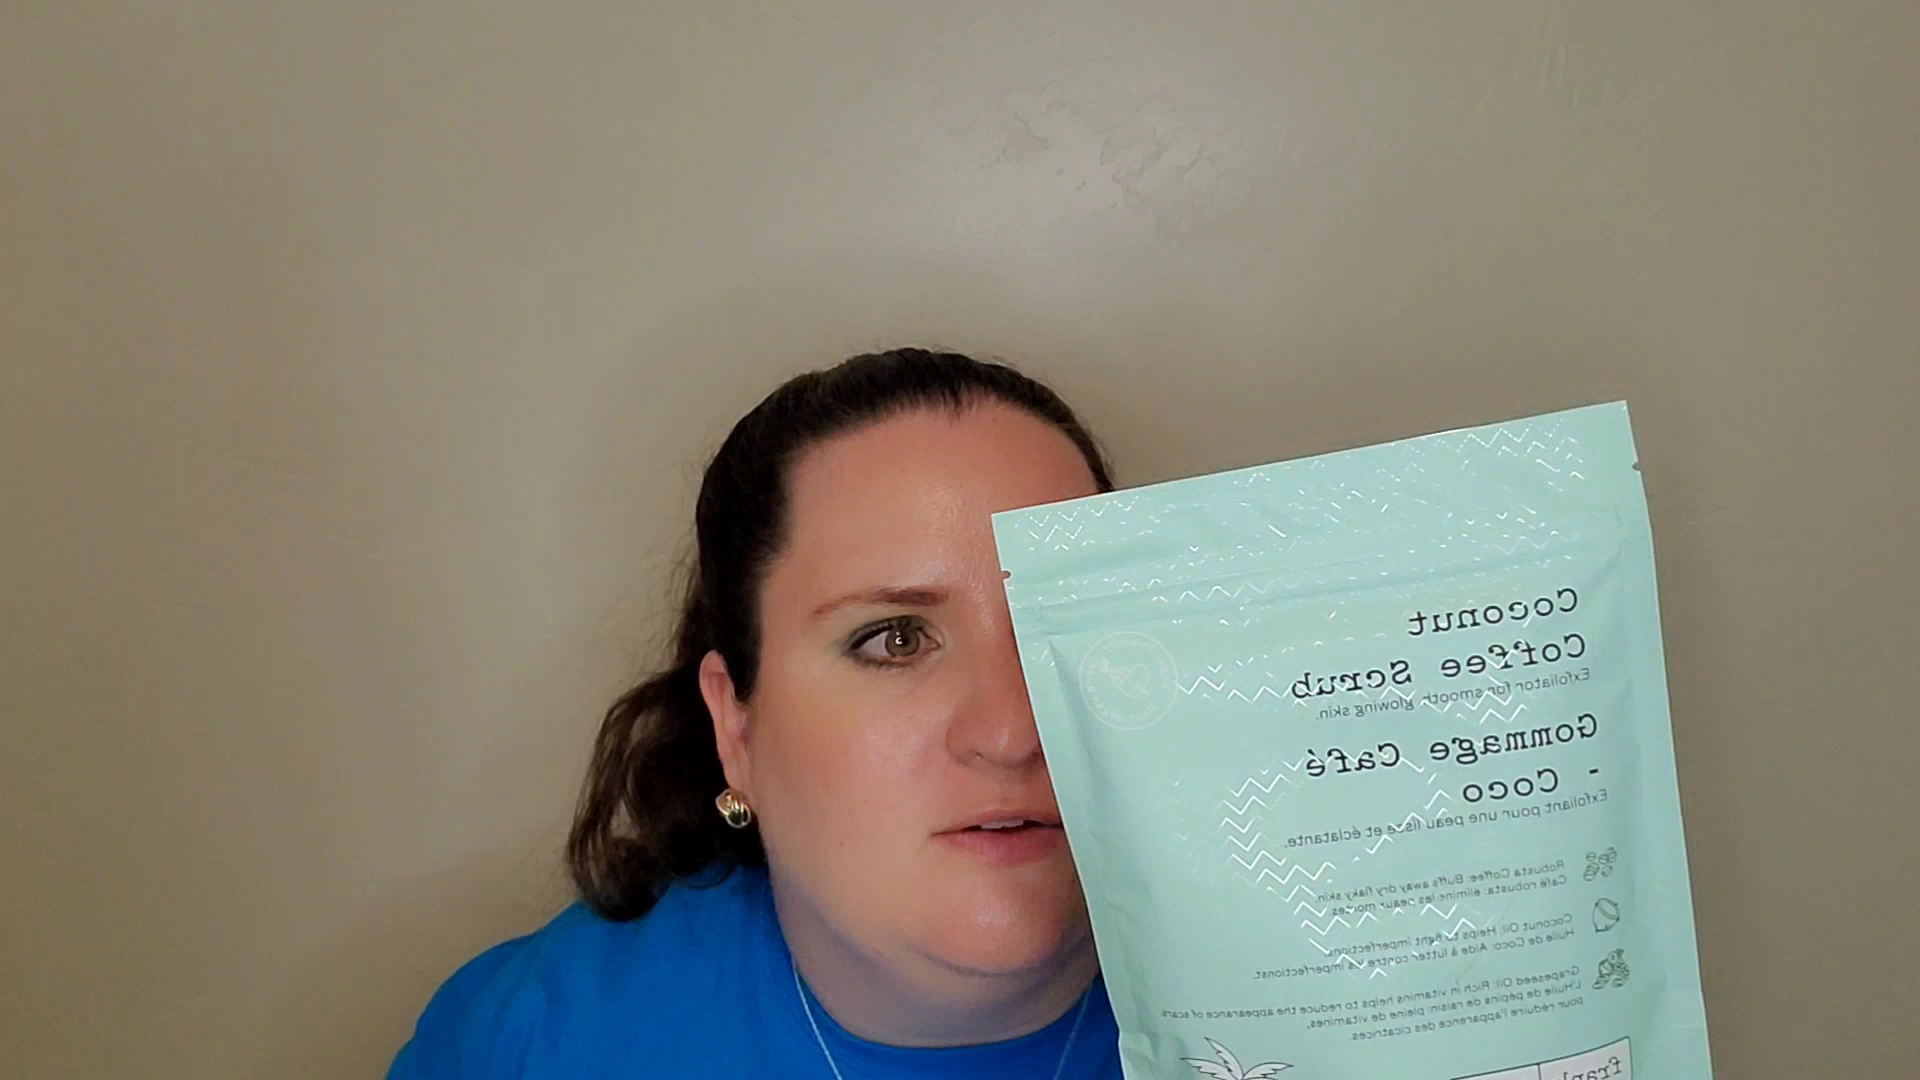 Coconut
Coffee Scrub
Exfoliator for smooth glowing skin.
Gommage Café
- Coco
Exfoliant pour une peau lisse et éclatante.
Robusta Coffee: Buffs away dry flaky skin.
Café robusta: élimine les peaux mortes
Coconut Oil: Helps to fight imperfections.
Huile de Coco: Aide à lutter contre les imperfectionst.
Grapeseed Oil: Rich in vitamins helps to reduce the appearance of scars
L'Huile de pépins de raisin: pleine de vitamines,
pour réduire l'apparence des cicatrices.